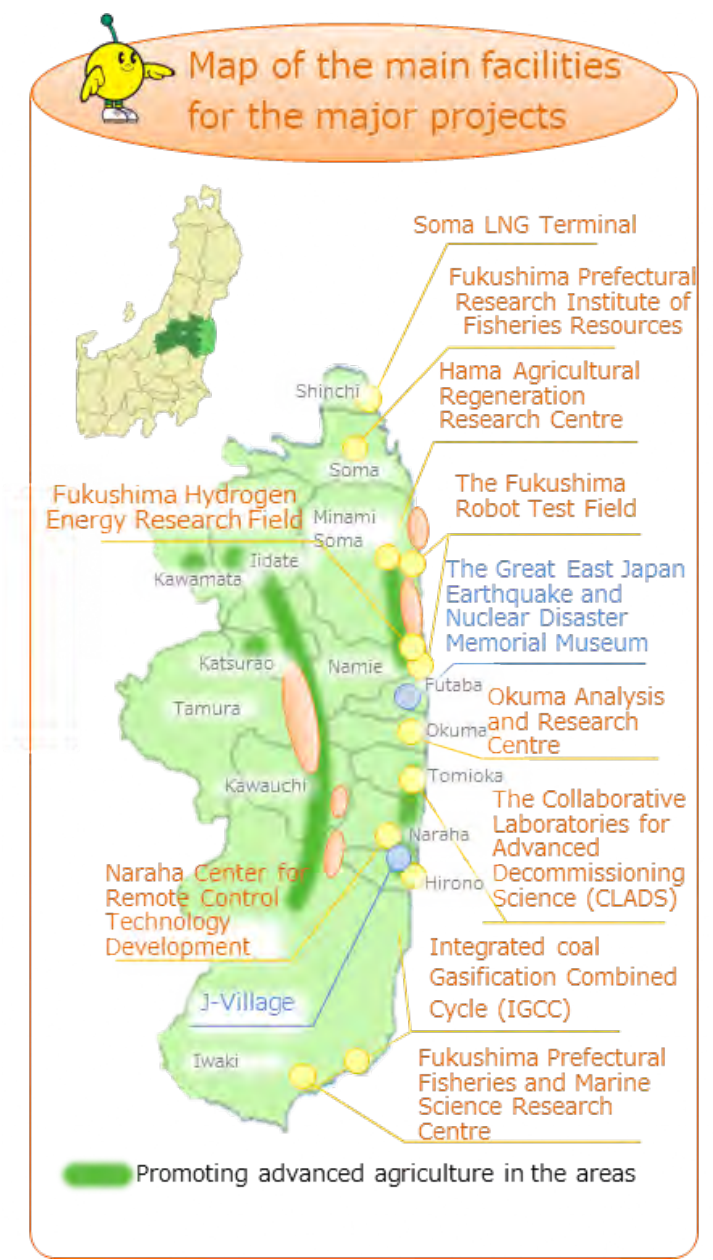 Map of the main facilities
for the major projects
Soma LNG Terminal
Fukushima Prefectural
Research Institute of
Fisheries Resources
Hama Agricultural
Regeneration
Research Centre
Shinchi
Soma
The Fukushima
Robot Test Field
Fukushima Hydrogen
Energy Research Field
Minami
Soma
Iidate
Kawamata
The Great East Japan
Earthquake and
Nuclear Disaster
Memorial Museum
Katsurao
Namie
Futaba
Tamura
Okuma Analysis
and Research
Centre
Okuma
Tomioka
Kawauchi
The Collaborative
Laboratories for
Advanced
Decommissioning
Science (CLADS)
Naraha
Hirono
Naraha Center for
Remote Control
Technology
Development
Integrated coal
Gasification Combined
Cycle (IGCC)
J-Village
Iwaki
Fukushima Prefectural
Fisheries and Marine
Science Research
Centre
Promoting advanced agriculture in the areas